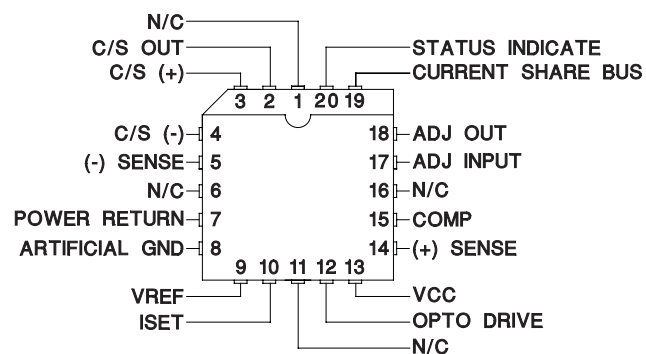 N/C
C/S OUT
C/S (+)
STATUS INDICATE
CURRENT SHARE BUS
3 2 1 20 19
C/S (-) 4
18 ADJ OUT
(-) SENSE 5
17 ADJ INPUT
N/C 6
16 N/C
POWER RETURN 7
15 COMP
ARTIFICIAL GND 8
14 (+) SENSE
9 10 11 12 13
VREF
VCC
ISET
OPTO DRIVE
N/C